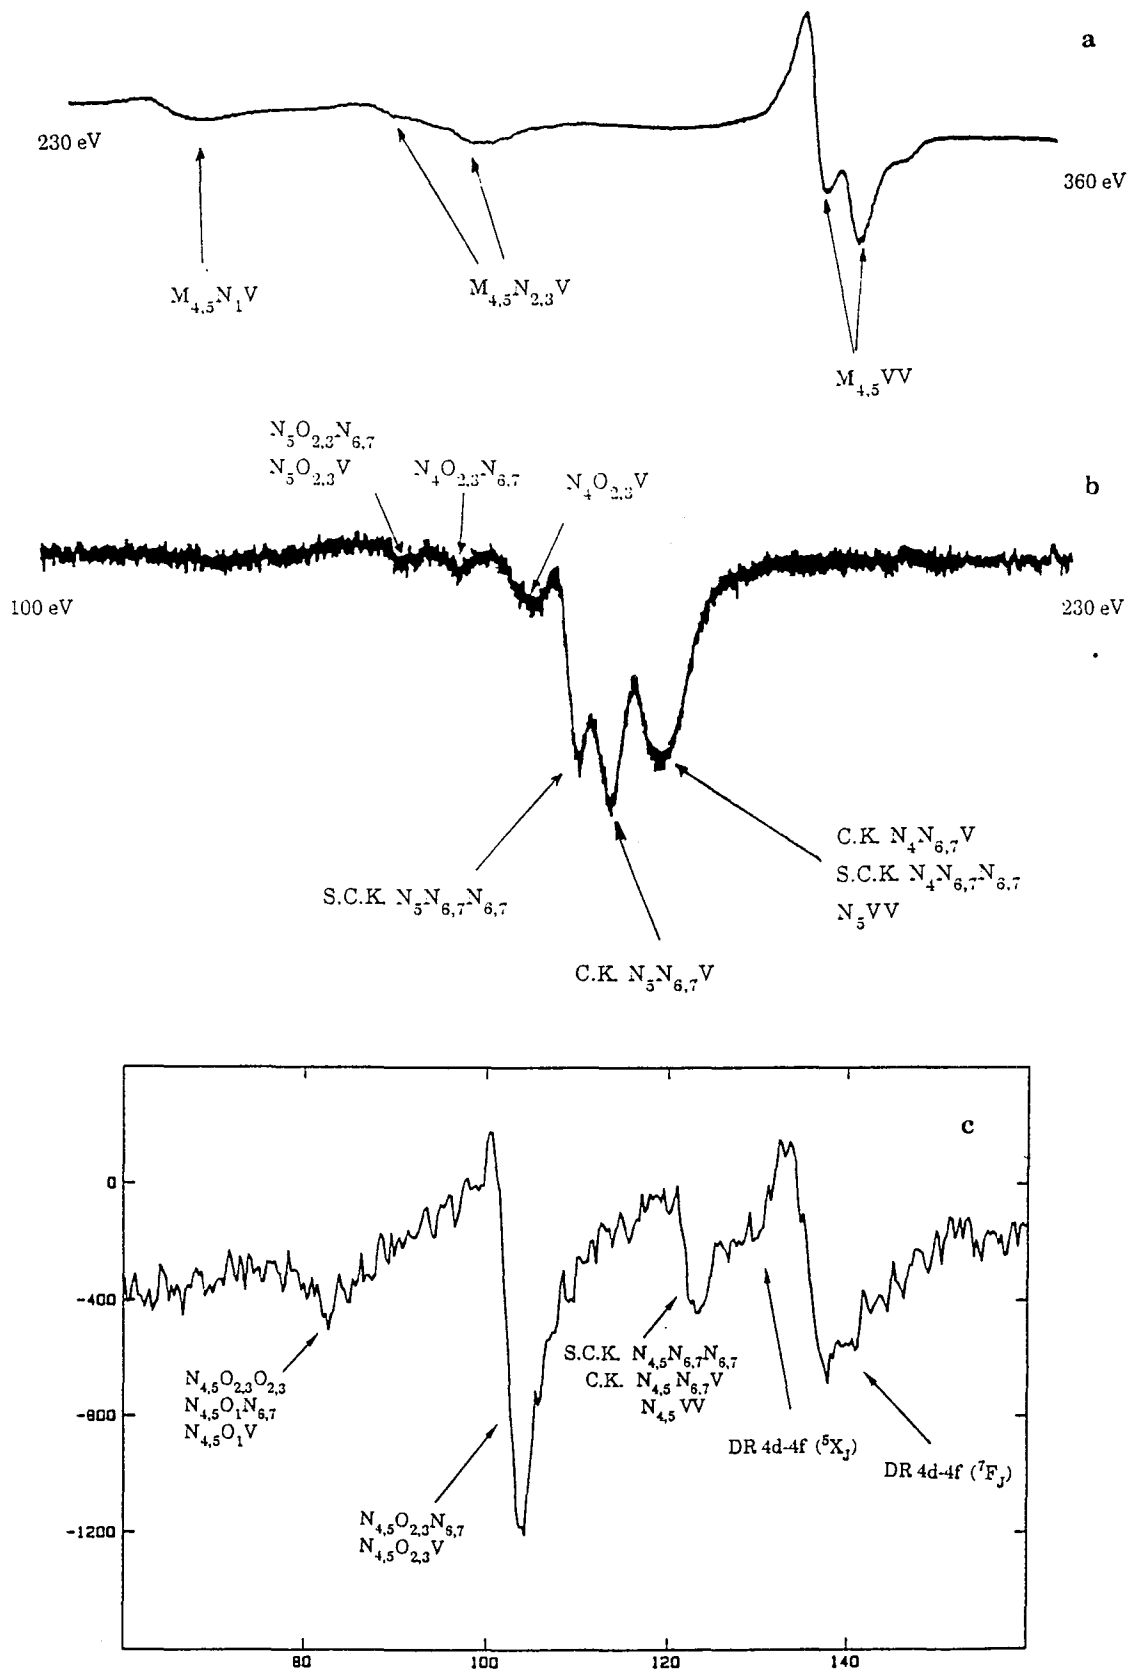 a
230 eV
360 eV
M4,5N1V
M4,5N2,3V
M4,5VV
N5O2,3N6,7
N5O2,3V
N4O2,3N6,7
N4O2,3V
b
100 eV
230 eV
C.K. N4N6,7V
S.C.K. N4N6,7N6,7
N5VV
S.C.K. N5N6,7N6,7
C.K. N5N6,7V
c
0
-400
-800
-1200
N4,5O2,3O2,3
N4,5O1N6,7
N4,5O1V
S.C.K. N4,5N6,7N6,7
C.K. N4,5 N6,7V
N4,5VV
DR 4d-4f (5XJ)
DR 4d-4f (7FJ)
N4,5O2,3N6,7
N4,5O2,3V
80
100
120
140